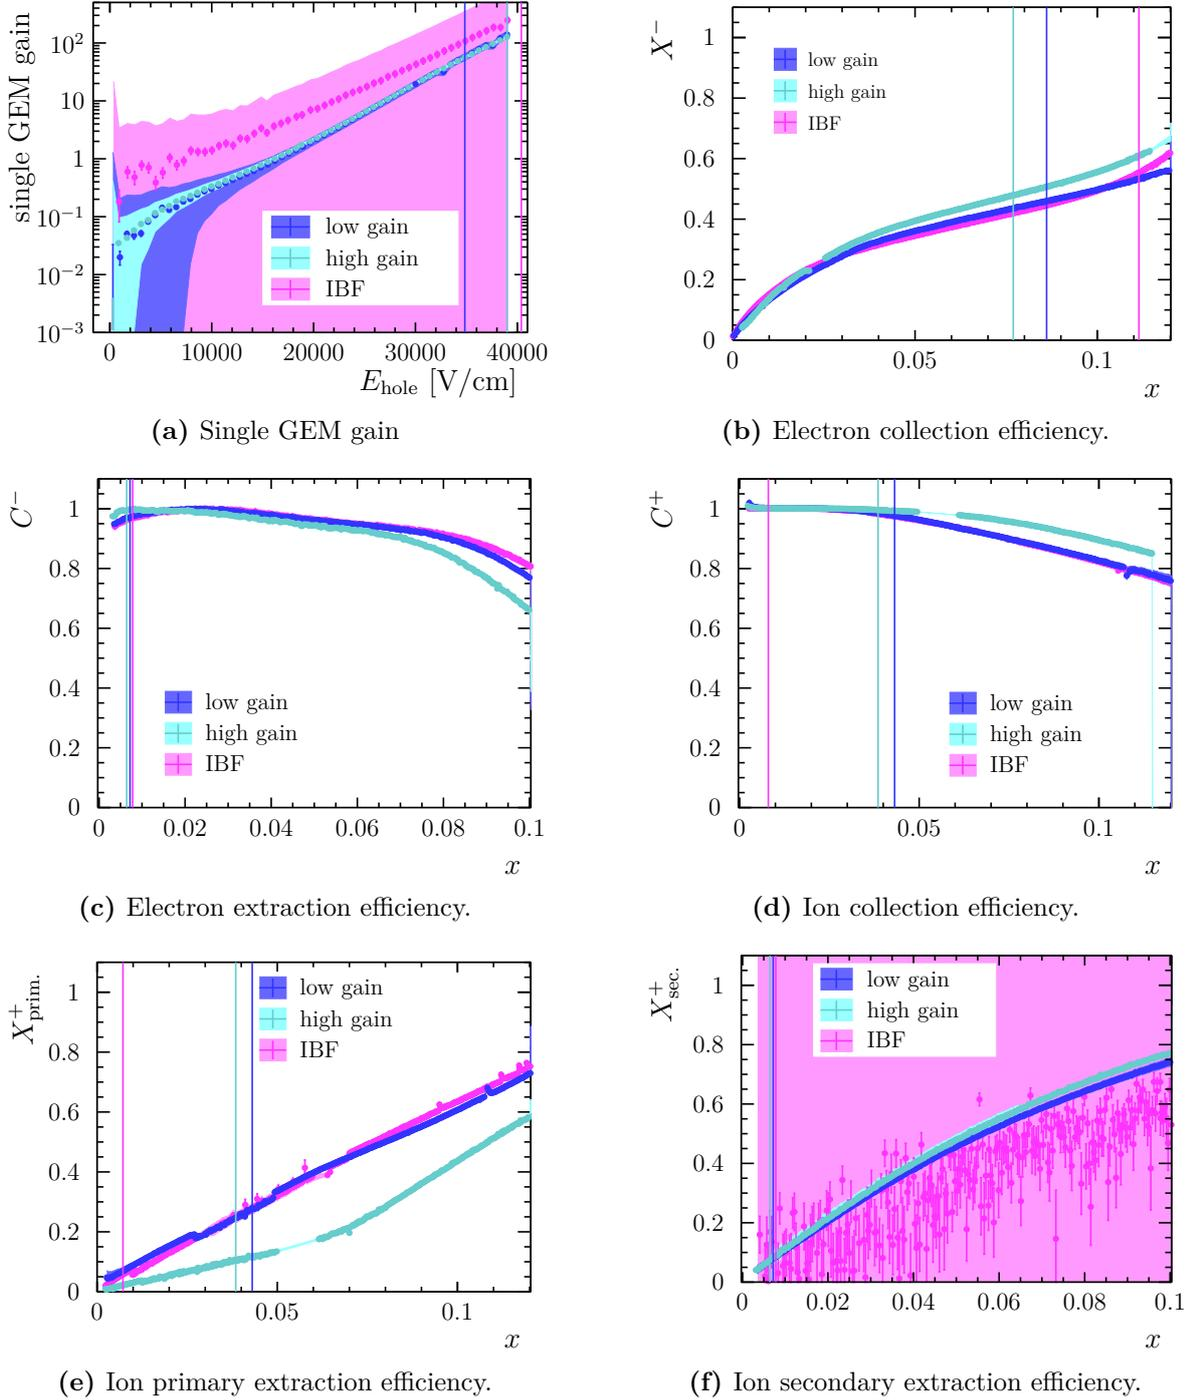 single GEM gain
10²
10
1
10⁻¹
10⁻²
10⁻³
0 10000 20000 30000 40000
E_hole [V/cm]
low gain
high gain
IBF
(a) Single GEM gain
X⁻
1
0.8
0.6
0.4
0.2
0
0 0.05 0.1
x
low gain
high gain
IBF
(b) Electron collection efficiency.
C⁻
1
0.8
0.6
0.4
0.2
0
0 0.02 0.04 0.06 0.08 0.1
x
low gain
high gain
IBF
(c) Electron extraction efficiency.
C⁺
1
0.8
0.6
0.4
0.2
0
0 0.05 0.1
x
low gain
high gain
IBF
(d) Ion collection efficiency.
X⁺prim.
1
0.8
0.6
0.4
0.2
0
0 0.05 0.1
x
low gain
high gain
IBF
(e) Ion primary extraction efficiency.
X⁺sec.
1
0.8
0.6
0.4
0.2
0
0 0.02 0.04 0.06 0.08 0.1
x
low gain
high gain
IBF
(f) Ion secondary extraction efficiency.